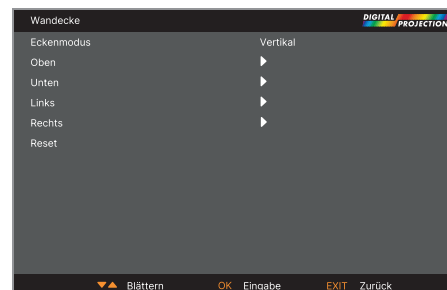 Wandecke
DIGITAL PROJECTION
Eckenmodus Vertikal
Oben
Unten
Links
Rechts
Reset
Blättern OK Eingabe EXIT Zurück